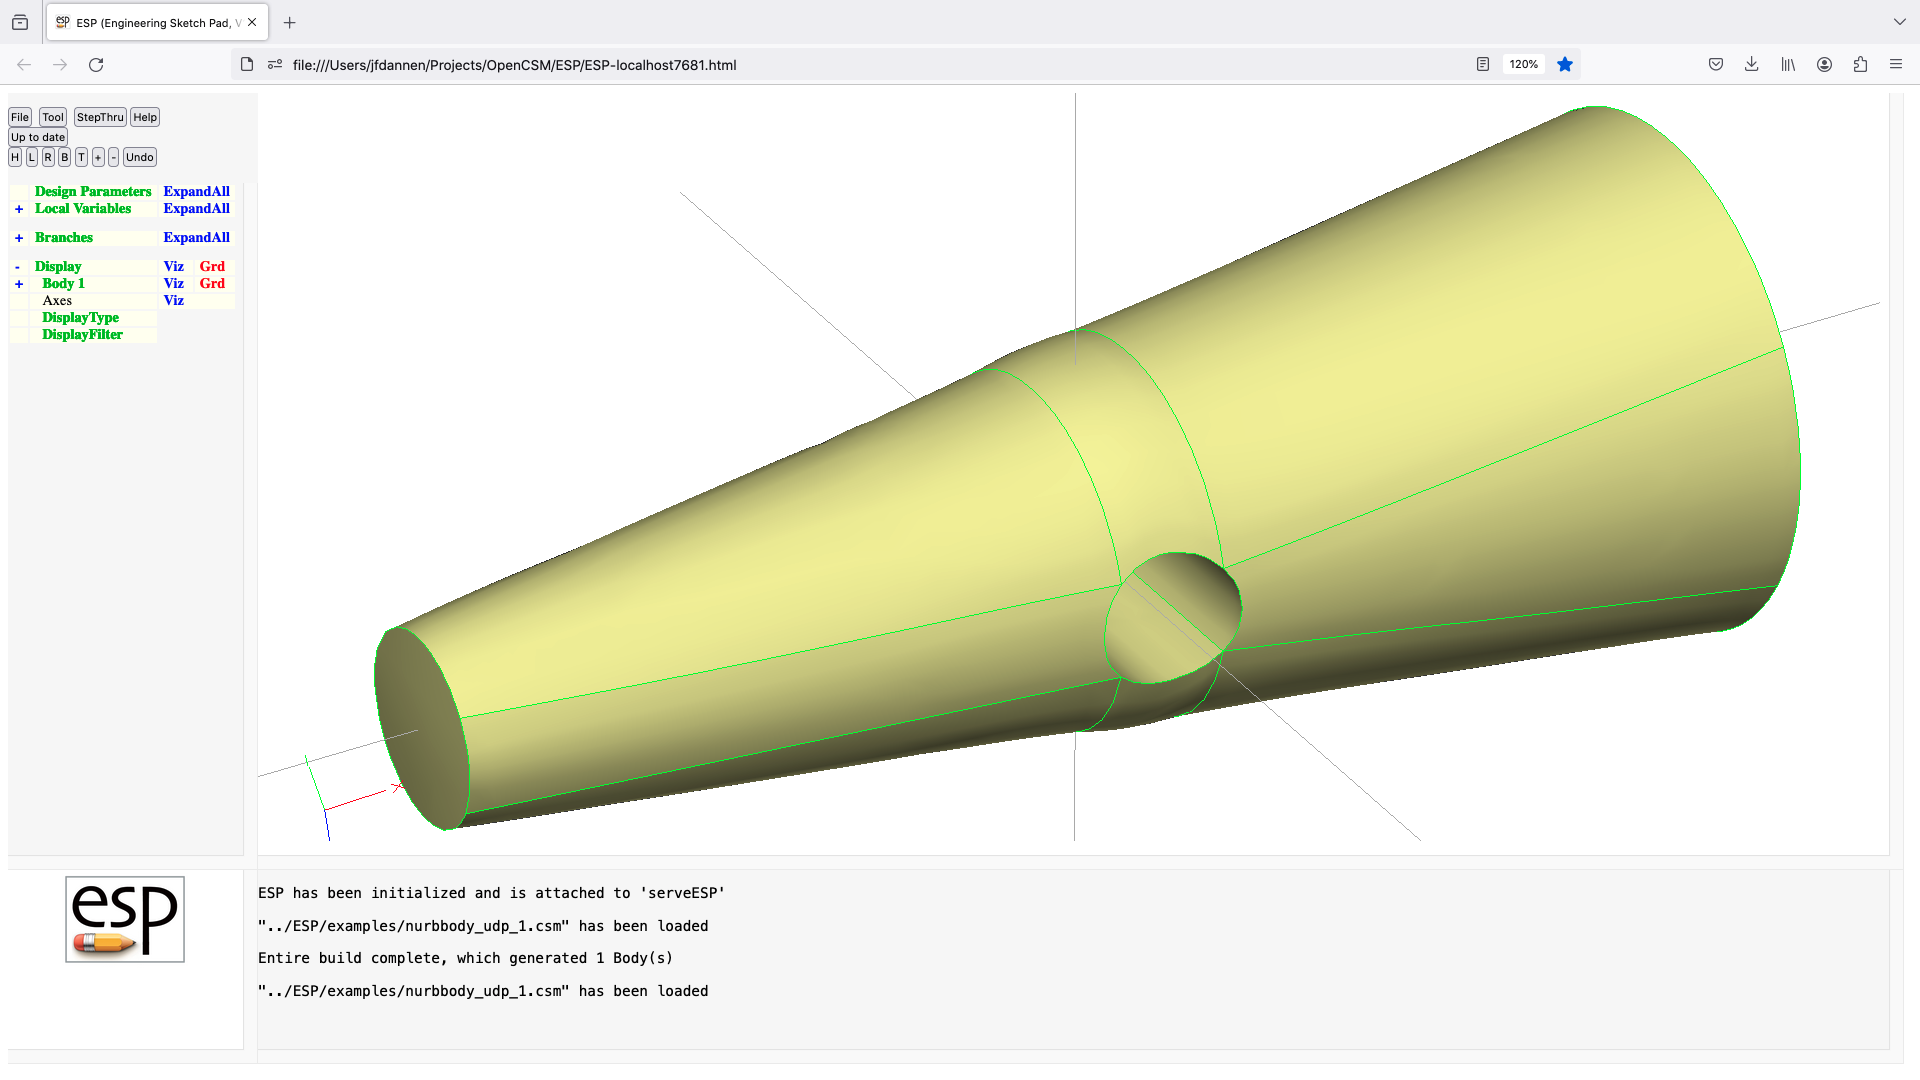 ESP (Engineering Sketch Pad, V
file:///Users/jfdannen/Projects/OpenCSM/ESP/ESP-localhost7681.html
120%
File Tool StepThru Help
Up to date
H L R B T + - Undo
Design Parameters ExpandAll
+ Local Variables ExpandAll
+ Branches ExpandAll
- Display Viz Grd
+ Body 1 Viz Grd
Axes Viz
DisplayType
DisplayFilter
esp
ESP has been initialized and is attached to 'serveESP'
"../ESP/examples/nurbbody_udp_1.csm" has been loaded
Entire build complete, which generated 1 Body(s)
"../ESP/examples/nurbbody_udp_1.csm" has been loaded